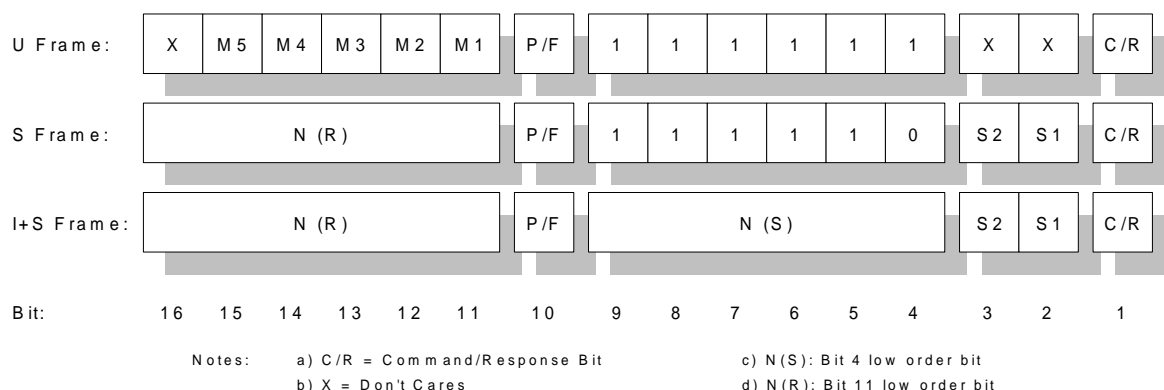 U Frame: X M5 M4 M3 M2 M1 P/F 1 1 1 1 1 1 X X C/R
S Frame: N(R) P/F 1 1 1 1 1 0 S2 S1 C/R
I+S Frame: N(R) P/F N(S) S2 S1 C/R
Bit: 16 15 14 13 12 11 10 9 8 7 6 5 4 3 2 1
Notes: a) C/R = Command/Response Bit c) N(S): Bit 4 low order bit
b) X = Don't Cares d) N(R): Bit 11 low order bit